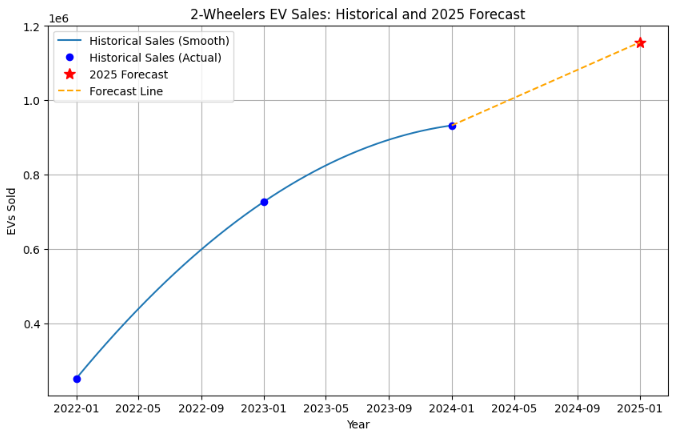 2-Wheelers EV Sales: Historical and 2025 Forecast
1e6
Historical Sales (Smooth)
Historical Sales (Actual)
2025 Forecast
Forecast Line
1.2
1.0
0.8
0.6
0.4
EVs Sold
2022-01 2022-05 2022-09 2023-01 2023-05 2023-09 2024-01 2024-05 2024-09 2025-01
Year